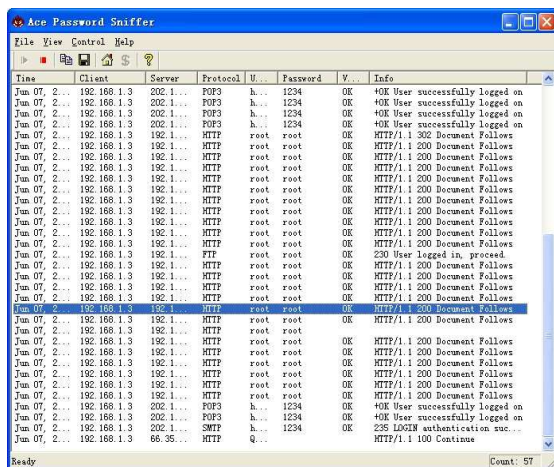 Ace Password Sniffer
File View Control Help
Time Client Server Protocol U... Password V... Info
Jun 07, 2... 192.168.1.3 202.1... POP3 h... 1234 OK +OK User successfully logged on
Jun 07, 2... 192.168.1.3 202.1... POP3 h... 1234 OK +OK User successfully logged on
Jun 07, 2... 192.168.1.3 202.1... POP3 h... 1234 OK +OK User successfully logged on
Jun 07, 2... 192.168.1.3 202.1... POP3 h... 1234 OK +OK User successfully logged on
Jun 07, 2... 192.168.1.3 192.1... HTTP root root OK HTTP/1.1 302 Document Follows
Jun 07, 2... 192.168.1.3 192.1... HTTP root root OK HTTP/1.1 200 Document Follows
Jun 07, 2... 192.168.1.3 192.1... HTTP root root OK HTTP/1.1 200 Document Follows
Jun 07, 2... 192.168.1.3 192.1... HTTP root root OK HTTP/1.1 200 Document Follows
Jun 07, 2... 192.168.1.3 192.1... HTTP root root OK HTTP/1.1 200 Document Follows
Jun 07, 2... 192.168.1.3 192.1... HTTP root root OK HTTP/1.1 200 Document Follows
Jun 07, 2... 192.168.1.3 192.1... HTTP root root OK HTTP/1.1 200 Document Follows
Jun 07, 2... 192.168.1.3 192.1... HTTP root root OK HTTP/1.1 200 Document Follows
Jun 07, 2... 192.168.1.3 192.1... HTTP root root OK HTTP/1.1 200 Document Follows
Jun 07, 2... 192.168.1.3 192.1... HTTP root root OK HTTP/1.1 200 Document Follows
Jun 07, 2... 192.168.1.3 192.1... HTTP root root OK HTTP/1.1 200 Document Follows
Jun 07, 2... 192.168.1.3 192.1... FTP root root OK 230 User logged in, proceed.
Jun 07, 2... 192.168.1.3 192.1... HTTP root root OK HTTP/1.1 200 Document Follows
Jun 07, 2... 192.168.1.3 192.1... HTTP root root OK HTTP/1.1 200 Document Follows
Jun 07, 2... 192.168.1.3 192.1... HTTP root root OK HTTP/1.1 200 Document Follows
Jun 07, 2... 192.168.1.3 192.1... HTTP root root OK HTTP/1.1 200 Document Follows
Jun 07, 2... 192.168.1.3 192.1... HTTP root root OK HTTP/1.1 200 Document Follows
Jun 07, 2... 192.168.1.3 192.1... HTTP root root OK HTTP/1.1 200 Document Follows
Jun 07, 2... 192.168.1.3 192.1... HTTP root root
Jun 07, 2... 192.168.1.3 192.1... HTTP root root OK HTTP/1.1 200 Document Follows
Jun 07, 2... 192.168.1.3 192.1... HTTP root root OK HTTP/1.1 200 Document Follows
Jun 07, 2... 192.168.1.3 192.1... HTTP root root OK HTTP/1.1 200 Document Follows
Jun 07, 2... 192.168.1.3 192.1... HTTP root root OK HTTP/1.1 200 Document Follows
Jun 07, 2... 192.168.1.3 192.1... HTTP root root OK HTTP/1.1 200 Document Follows
Jun 07, 2... 192.168.1.3 192.1... HTTP root root OK HTTP/1.1 200 Document Follows
Jun 07, 2... 192.168.1.3 202.1... POP3 h... 1234 OK +OK User successfully logged on
Jun 07, 2... 192.168.1.3 202.1... POP3 h... 1234 OK +OK User successfully logged on
Jun 07, 2... 192.168.1.3 202.1... SMTP h... 1234 OK 235 LOGIN authentication suc...
Jun 07, 2... 192.168.1.3 66.35... HTTP Q... HTTP/1.1 100 Continue
Ready Count: 57